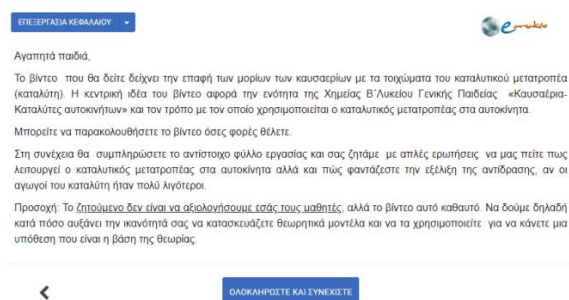 ΕΠΕΞΕΡΓΑΣΙΑ ΚΕΦΑΛΑΙΟΥ
Αγαπητά παιδιά,
Το βίντεο που θα δείτε δείχνει την επαφή των μορίων των καυσαερίων με τα τοιχώματα του καταλυτικού μετατροπέα
(καταλύτη). Η κεντρική ιδέα του βίντεο αφορά την ενότητα της Χημείας Β΄Λυκείου Γενικής Παιδείας «Καυσαέρια-
Καταλύτες αυτοκινήτων» και τον τρόπο με τον οποίο χρησιμοποιείται ο καταλυτικός μετατροπέας στα αυτοκίνητα.
Μπορείτε να παρακολουθήσετε το βίντεο όσες φορές θέλετε.
Στη συνέχεια θα συμπληρώσετε το αντίστοιχο φύλλο εργασίας και σας ζητάμε με απλές ερωτήσεις να μας πείτε πως
λειτουργεί ο καταλυτικός μετατροπέας στα αυτοκίνητα αλλά και πώς φαντάζεστε την εξέλιξη της αντίδρασης, αν οι
αγωγοί του καταλύτη ήταν πολύ λιγότεροι.
Προσοχή: Το ζητούμενο δεν είναι να αξιολογήσουμε εσάς τους μαθητές, αλλά το βίντεο αυτό καθαυτό. Να δούμε δηλαδή
κατά πόσο αυξάνει την ικανότητά σας να κατασκευάζετε θεωρητικά μοντέλα και να τα χρησιμοποιείτε για να κάνετε μια
υπόθεση που είναι η βάση της θεωρίας.
ΟΛΟΚΛΗΡΩΣΤΕ ΚΑΙ ΣΥΝΕΧΙΣΤΕ